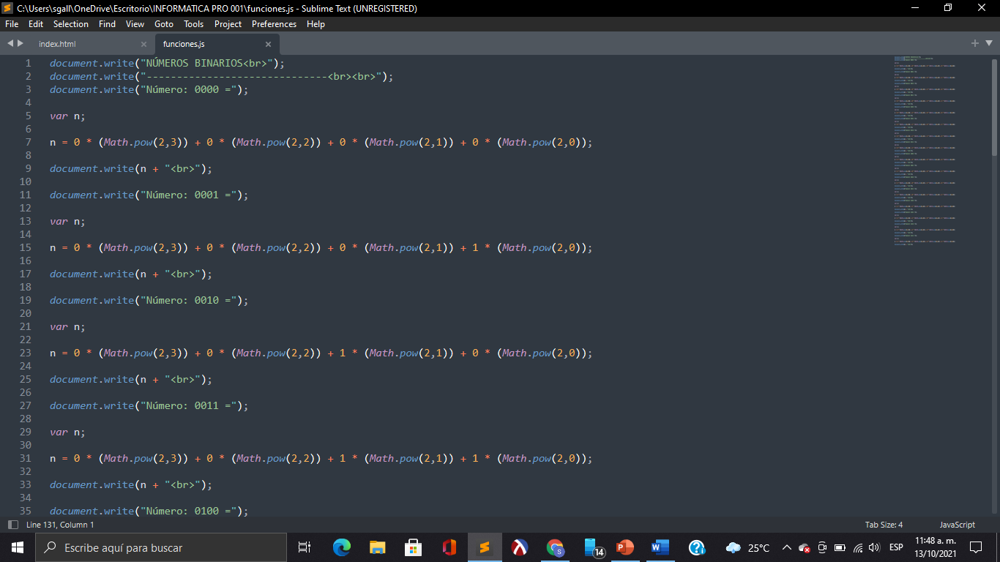 C:\Users\sgall\OneDrive\Escritorio\INFORMATICA PRO 001\funciones.js - Sublime Text (UNREGISTERED)
File Edit Selection Find View Goto Tools Project Preferences Help
index.html × funciones.js ×
1 document.write("NÚMEROS BINARIOS<br>");
2 document.write("------------------------------<br><br>");
3 document.write("Número: 0000 =");
4
5 var n;
6
7 n = 0 * (Math.pow(2,3)) + 0 * (Math.pow(2,2)) + 0 * (Math.pow(2,1)) + 0 * (Math.pow(2,0));
8
9 document.write(n + "<br>");
10
11 document.write("Número: 0001 =");
12
13 var n;
14
15 n = 0 * (Math.pow(2,3)) + 0 * (Math.pow(2,2)) + 0 * (Math.pow(2,1)) + 1 * (Math.pow(2,0));
16
17 document.write(n + "<br>");
18
19 document.write("Número: 0010 =");
20
21 var n;
22
23 n = 0 * (Math.pow(2,3)) + 0 * (Math.pow(2,2)) + 1 * (Math.pow(2,1)) + 0 * (Math.pow(2,0));
24
25 document.write(n + "<br>");
26
27 document.write("Número: 0011 =");
28
29 var n;
30
31 n = 0 * (Math.pow(2,3)) + 0 * (Math.pow(2,2)) + 1 * (Math.pow(2,1)) + 1 * (Math.pow(2,0));
32
33 document.write(n + "<br>");
34
35 document.write("Número: 0100 =");
Line 131, Column 1 Tab Size: 4 JavaScript
Escribe aquí para buscar
14
25°C
ESP
11:48 a. m.
13/10/2021